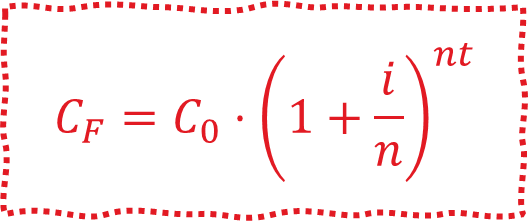 C_F = C_0 · (1 + i/n)^{nt}